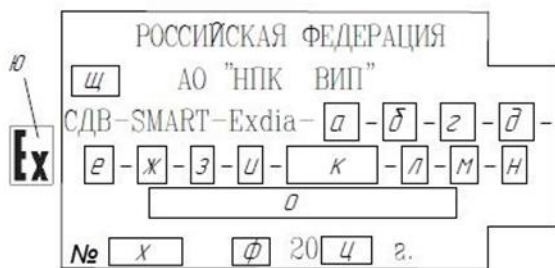 ю
РОССИЙСКАЯ ФЕДЕРАЦИЯ
щ АО "НПК ВИП"
СДВ-SMART-Exdia-а-б-г-д-
Ex
е-ж-з-и-к-л-м-н
о
№ х ф 20 ц г.